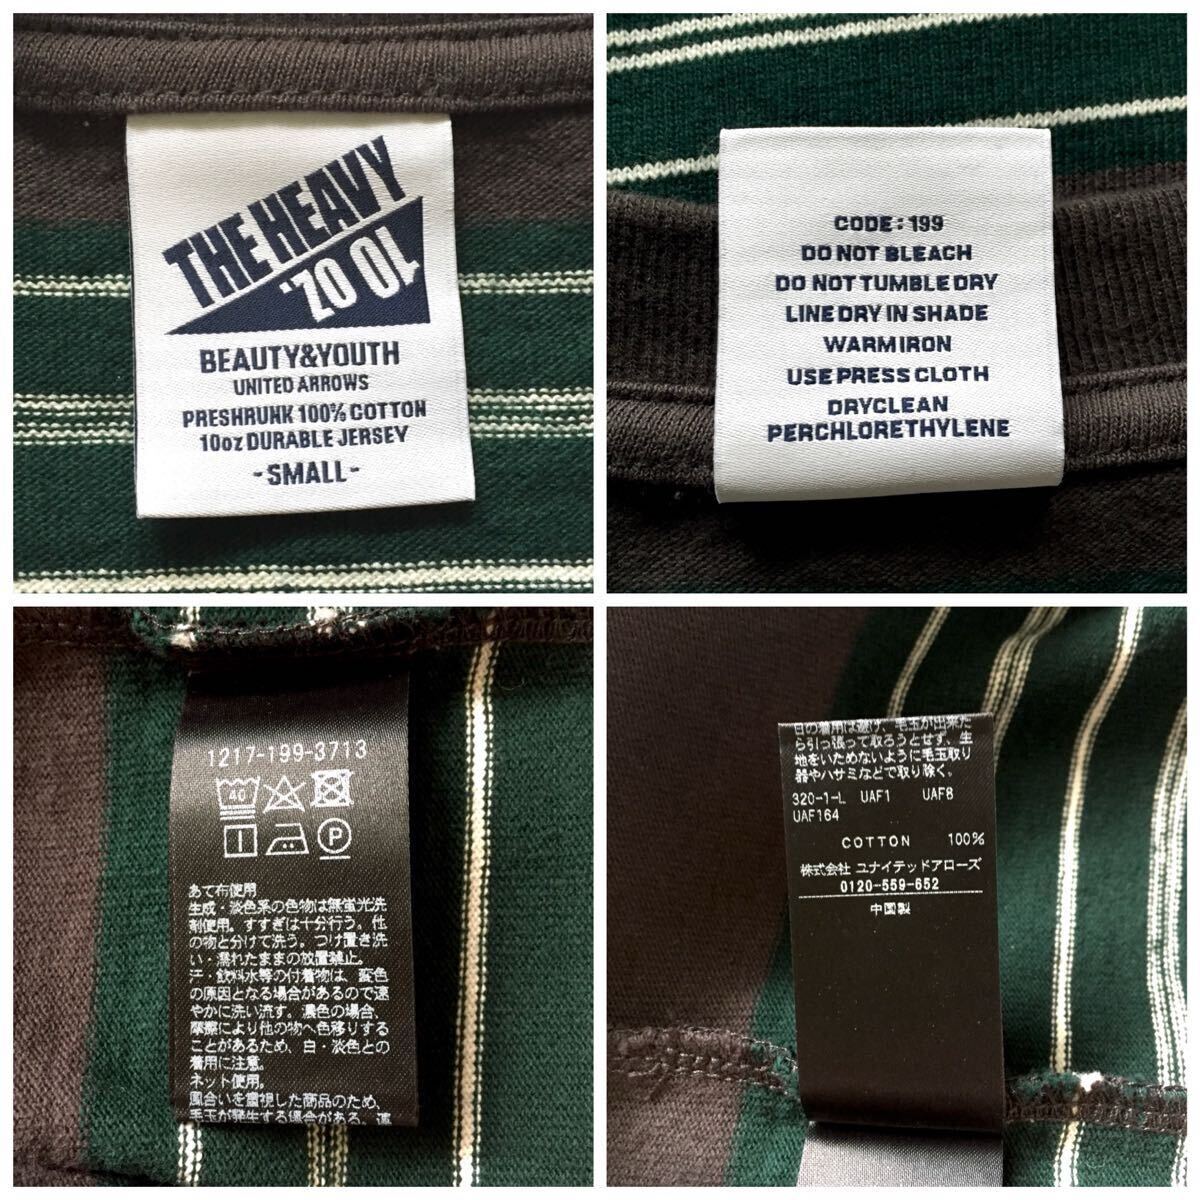 THE HEAVY
10 OZ.
BEAUTY&YOUTH
UNITED ARROWS
PRESHRUNK 100% COTTON
10oz DURABLE JERSEY
-SMALL-
CODE: 199
DO NOT BLEACH
DO NOT TUMBLE DRY
LINE DRY IN SHADE
WARM IRON
USE PRESS CLOTH
DRYCLEAN
PERCHLORETHYLENE
1217-199-3713
40
P
あて布使用
生成・淡色系の色物は無蛍光洗
剤使用。すすぎは十分行う。他
の物と分けて洗う。つけ置き洗
い・濡れたままの放置禁止。
汗・飲料水等の付着物は、変色
の原因となる場合があるので速
やかに洗い流す。濃色の場合、
摩擦により他の物へ色移りする
ことがあるため、白・淡色との
着用に注意。
ネット使用。
風合いを重視した商品のため、
毛玉が発生する場合がある。連
日の着用は避け、毛玉が出来た
ら引っ張って取ろうとせず、生
地をいためないように毛玉取り
器やハサミなどで取り除く。
320-1-L UAF1 UAF8
UAF164
COTTON 100%
株式会社 ユナイテッドアローズ
0120-559-652
中国製